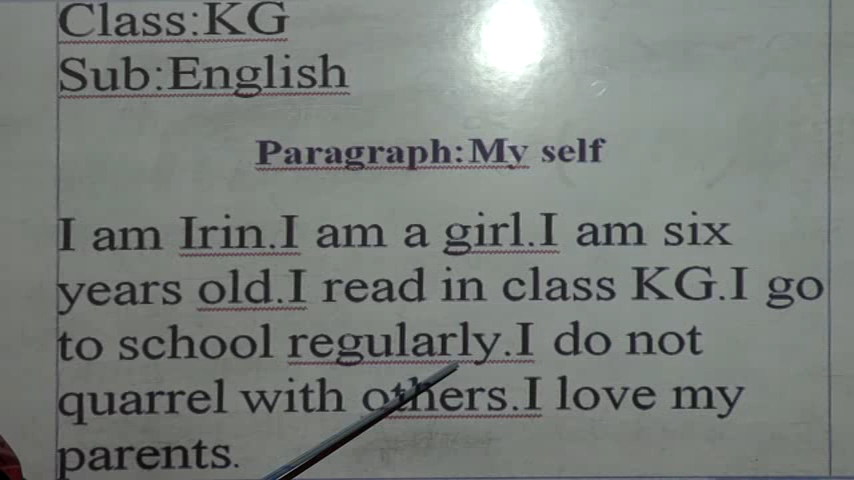 Class:KG
Sub:English
Paragraph:My self
I am Irin.I am a girl.I am six
years old.I read in class KG.I go
to school regularly.I do not
quarrel with others.I love my
parents.